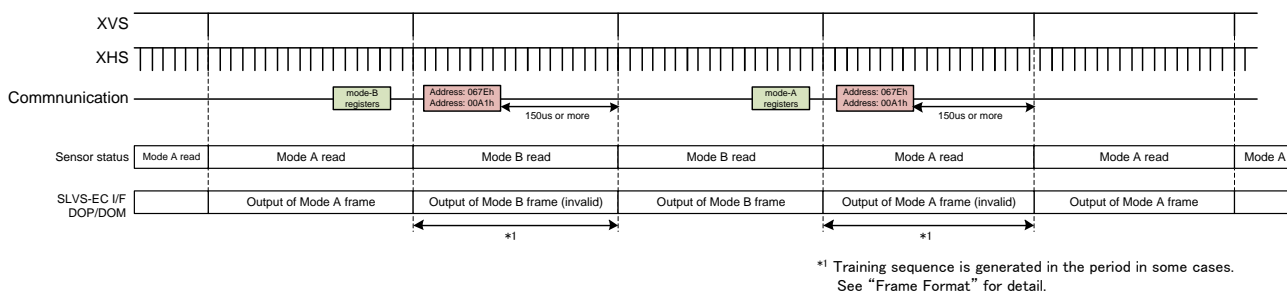 XVS
XHS
Commnunication
mode-B
registers
Address: 067Eh
Address: 00A1h
150us or more
mode-A
registers
Address: 067Eh
Address: 00A1h
150us or more
Sensor status
Mode A read
Mode A read
Mode B read
Mode B read
Mode A read
Mode A read
Mode A
SLVS-EC I/F
DOP/DOM
Output of Mode A frame
Output of Mode B frame (invalid)
Output of Mode B frame
Output of Mode A frame (invalid)
Output of Mode A frame
*1
*1
*1 Training sequence is generated in the period in some cases.
See “Frame Format” for detail.